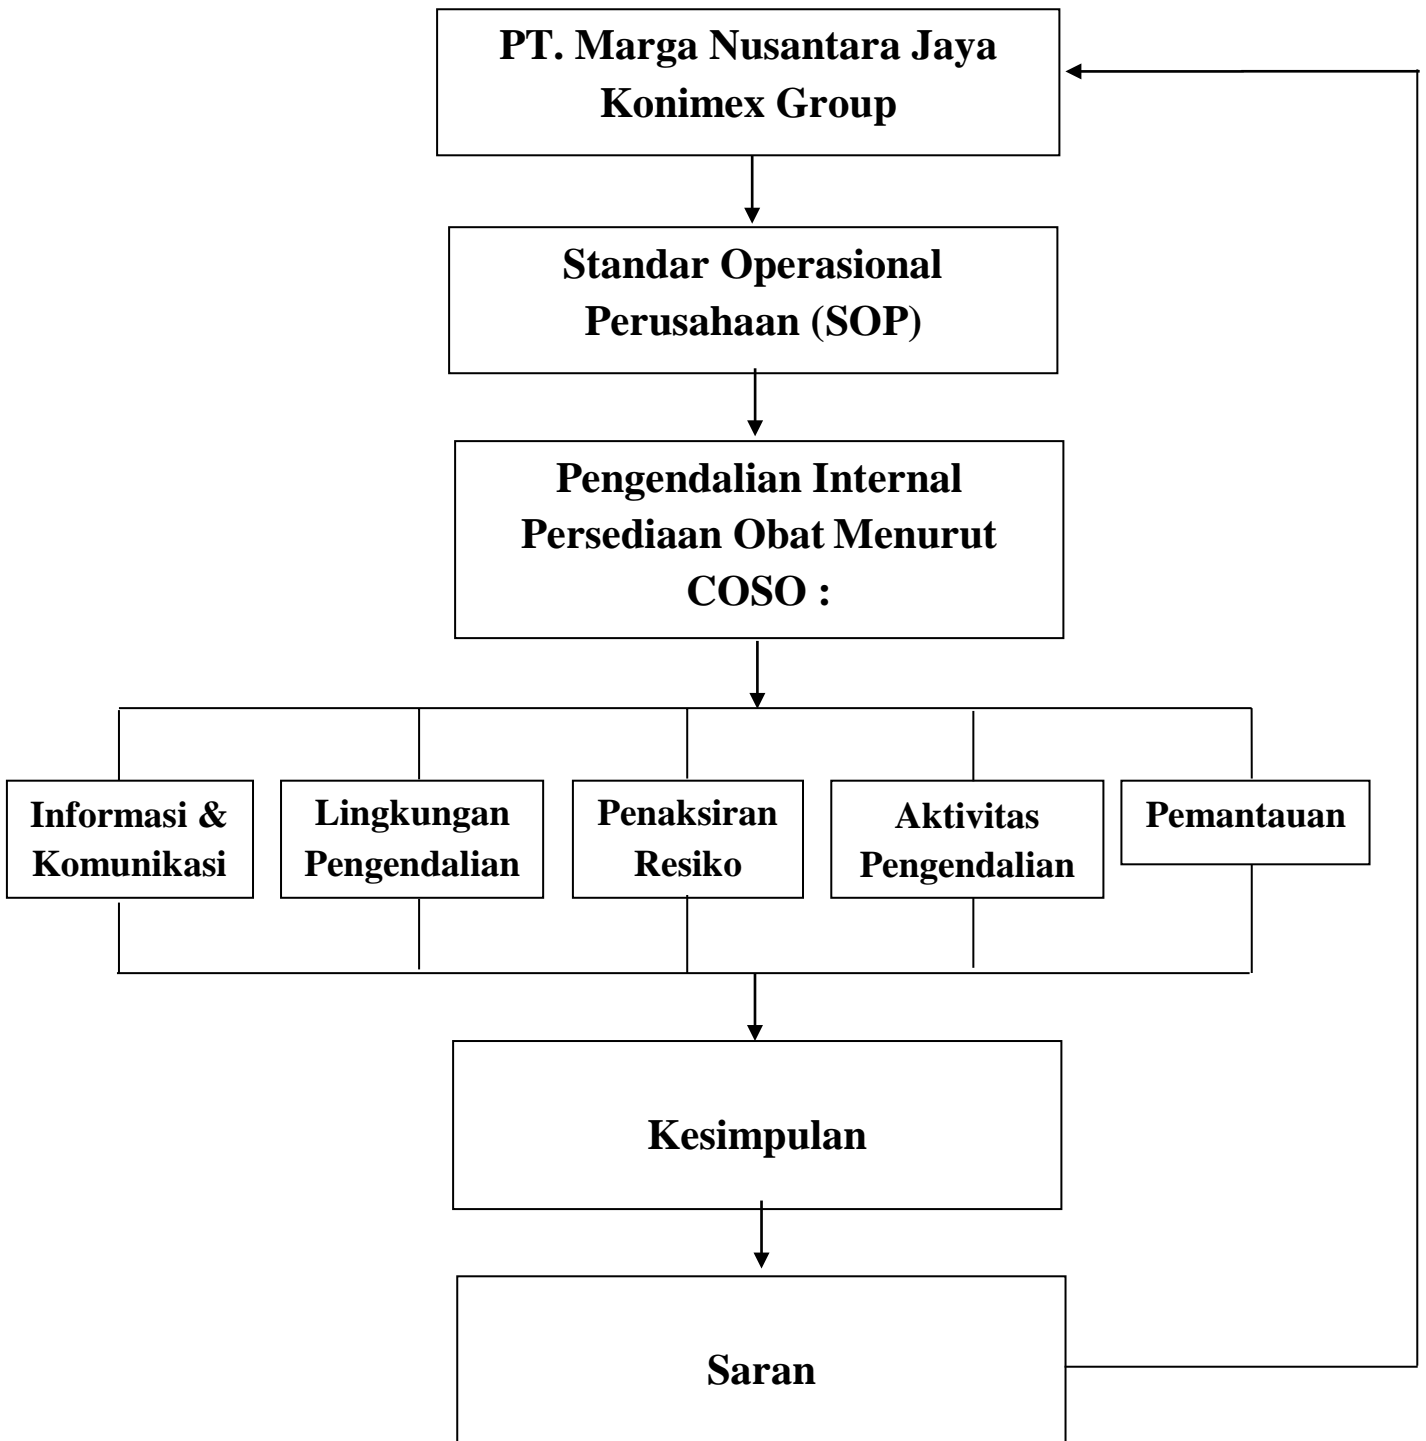 PT. Marga Nusantara Jaya
Konimex Group
Standar Operasional
Perusahaan (SOP)
Pengendalian Internal
Persediaan Obat Menurut
COSO :
Informasi &
Komunikasi
Lingkungan
Pengendalian
Penaksiran
Resiko
Aktivitas
Pengendalian
Pemantauan
Kesimpulan
Saran